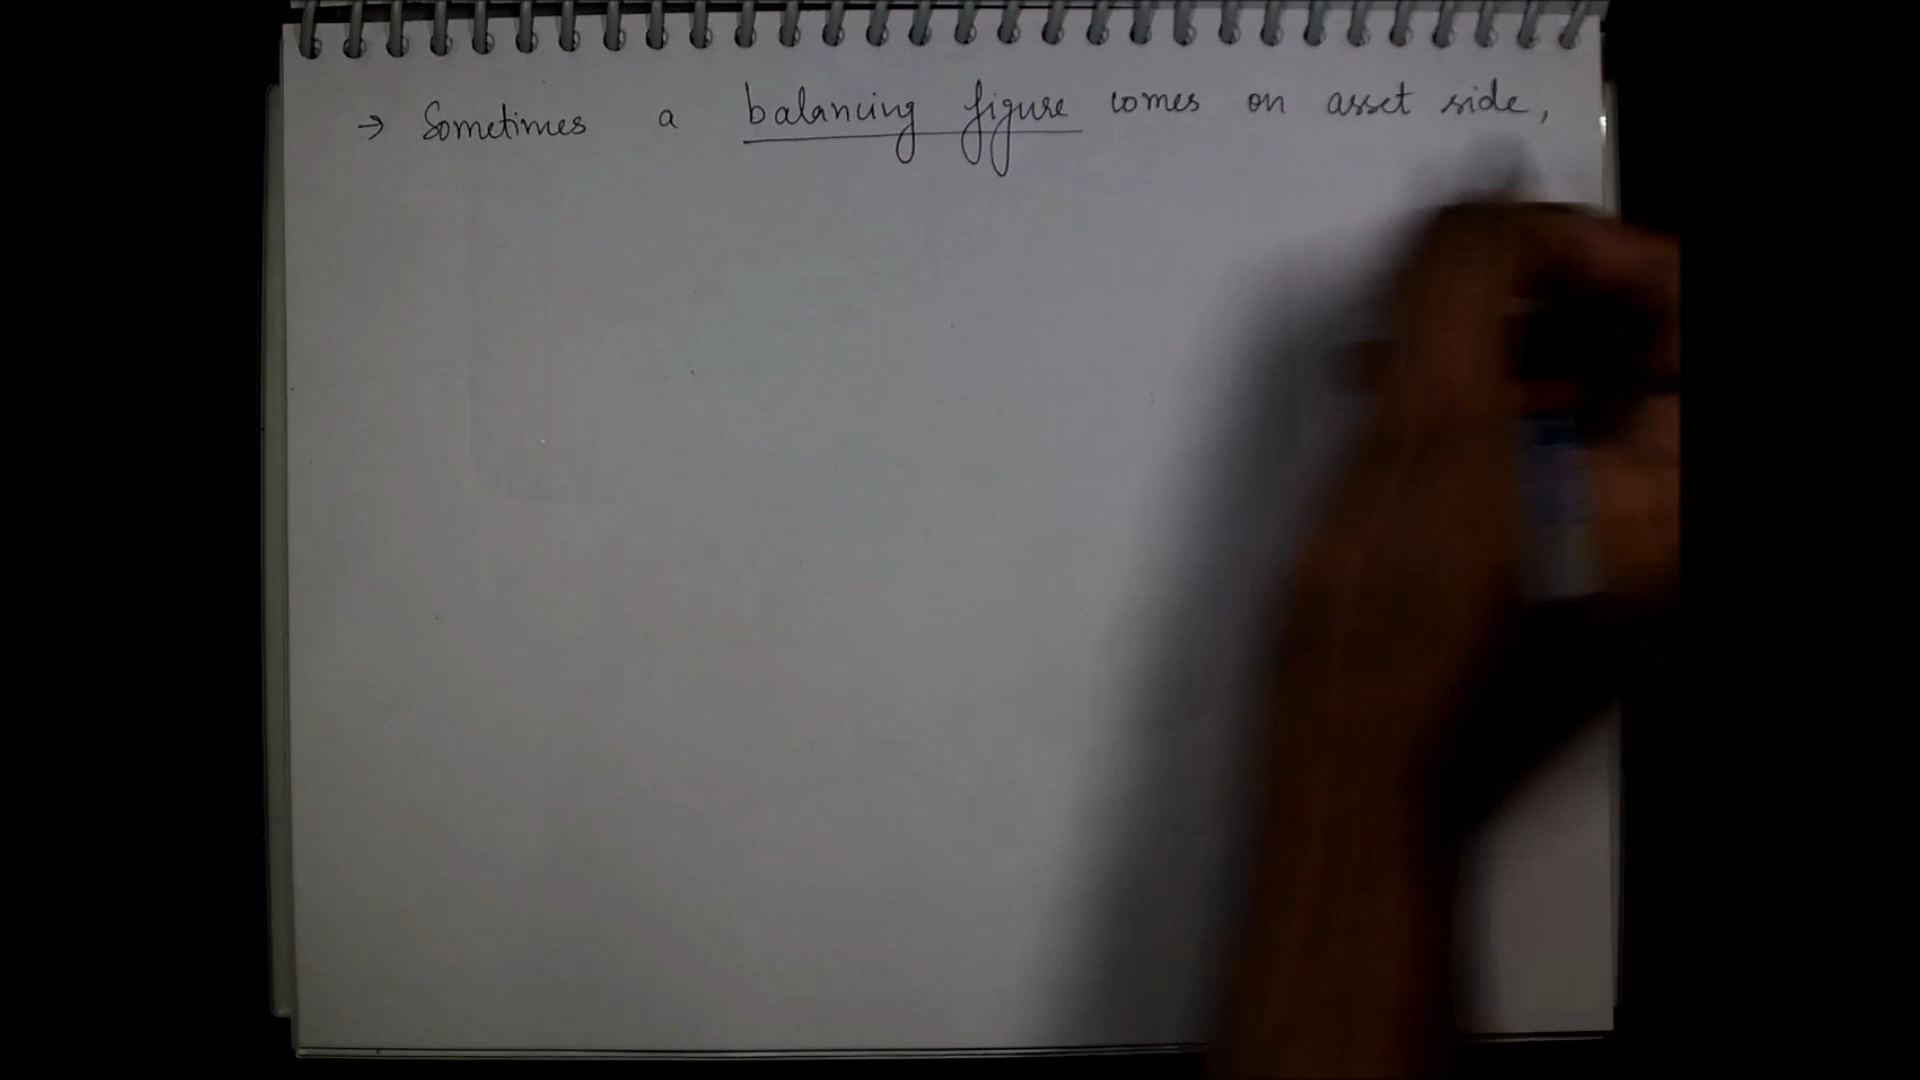 → Sometimes a balancing figure comes on asset side,